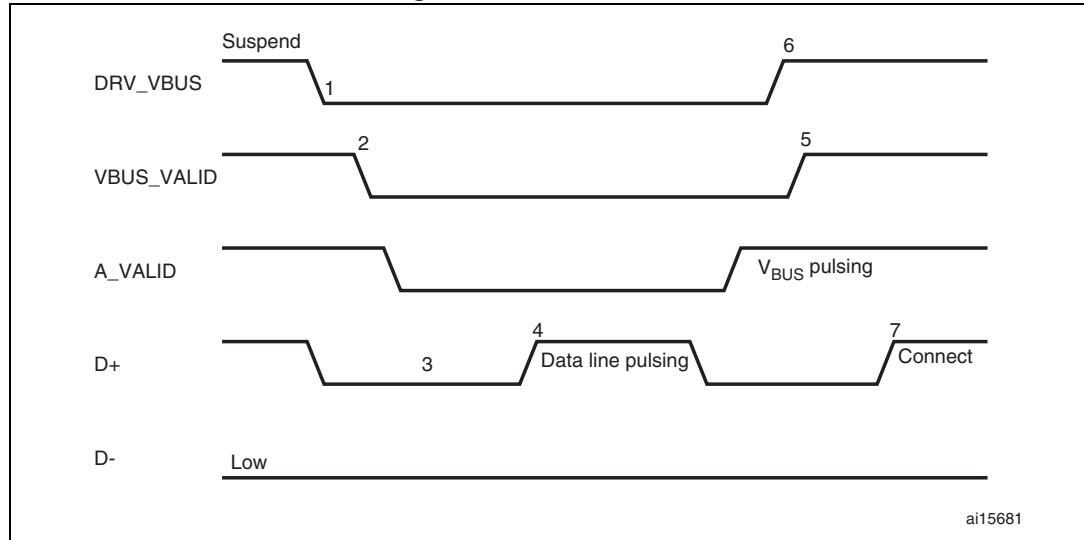 Suspend
6
DRV_VBUS
1
2
5
VBUS_VALID
A_VALID
VBUS pulsing
4
7
D+
3
Data line pulsing
Connect
D-
Low
ai15681